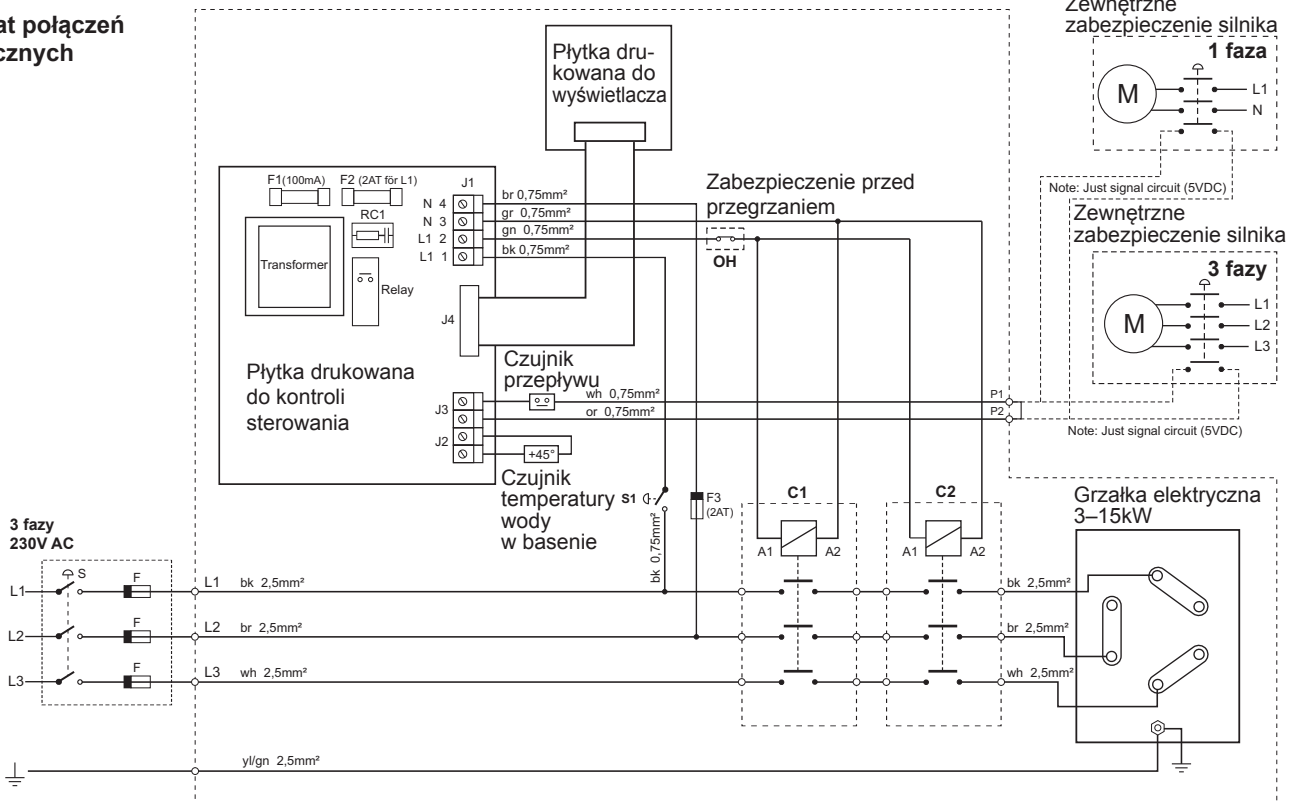 at połączeń
cznych
Płytka dru-
kowana do
wyświetlacza
Zewnętrzne
zabezpieczenie silnika
1 faza
M
L1
N
Note: Just signal circuit (5VDC)
Zewnętrzne
zabezpieczenie silnika
3 fazy
M
L1
L2
L3
Note: Just signal circuit (5VDC)
F1(100mA)
F2 (2AT för L1)
RC1
Transformer
Relay
J1
N 4
N 3
L1 2
L1 1
br 0,75mm²
gr 0,75mm²
gn 0,75mm²
bk 0,75mm²
Zabezpieczenie przed
przegrzaniem
OH
J4
Płytka drukowana
do kontroli
sterowania
Czujnik
przepływu
J3
J2
wh 0,75mm²
or 0,75mm²
P1
P2
+45°
Czujnik
temperatury
wody
w basenie
S1
bk 0,75mm²
F3
(2AT)
C1
A1
A2
C2
A1
A2
Grzałka elektryczna
3–15kW
3 fazy
230V AC
S
F
L1
L1 bk 2,5mm²
bk 2,5mm²
F
L2
L2 br 2,5mm²
br 2,5mm²
F
L3
L3 wh 2,5mm²
wh 2,5mm²
yl/gn 2,5mm²